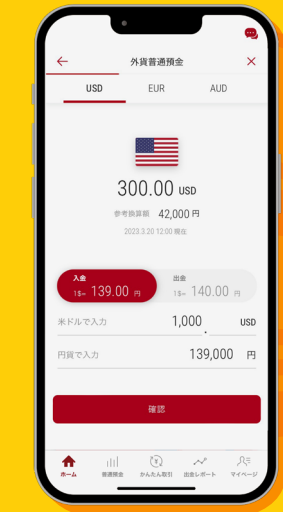 外貨普通預金
USD EUR AUD
300.00 USD
参考換算額 42,000 円
2023.3.20 12:00 現在
入金 出金
1$= 139.00 円 1$= 140.00 円
米ドルで入力 1,000. USD
円貨で入力 139,000 円
確認
ホーム 普通預金 かんたん取引 出金レポート マイページ